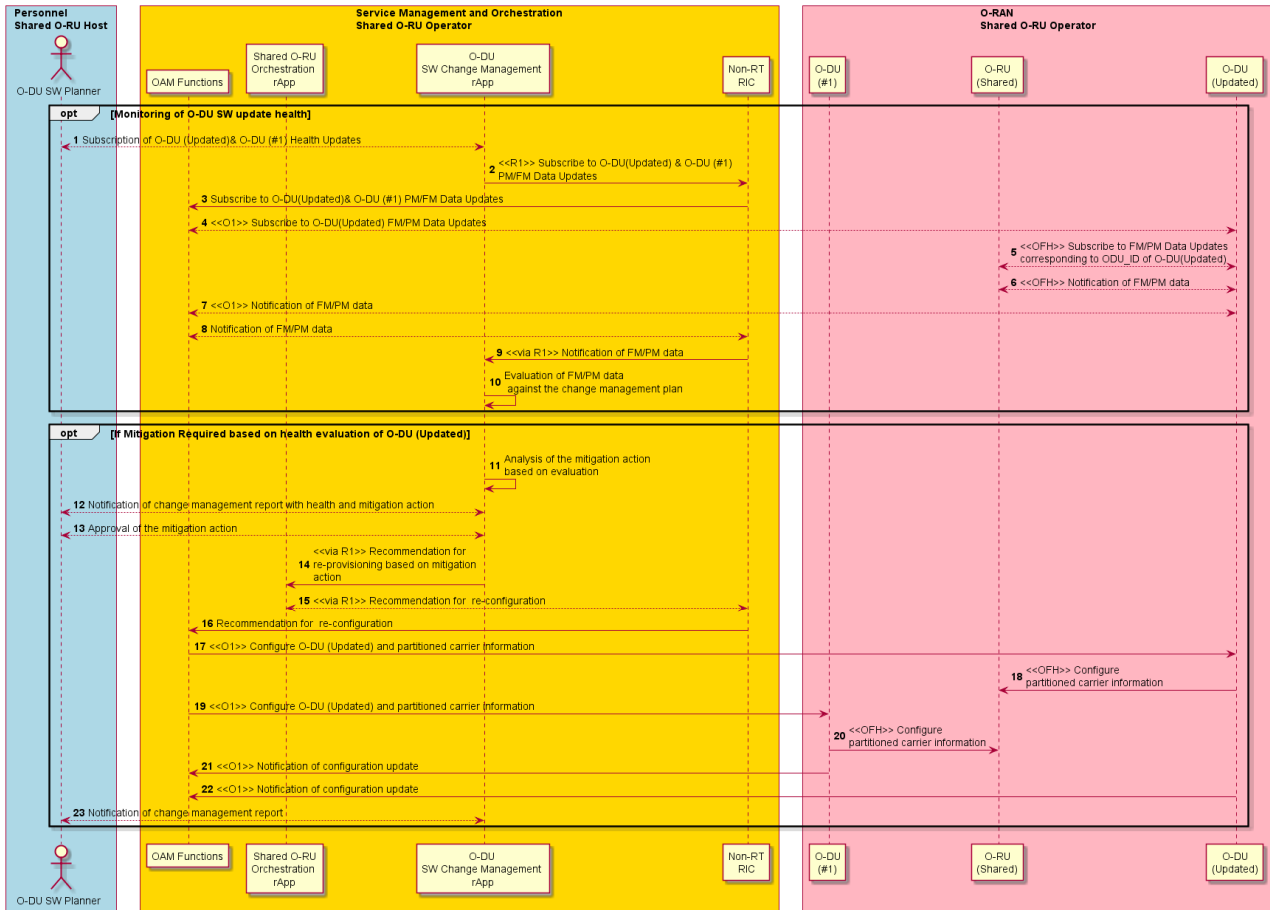 Personnel
Shared O-RU Host
Service Management and Orchestration
Shared O-RU Operator
O-RAN
Shared O-RU Operator
O-DU SW Planner
OAM Functions
Shared O-RU
Orchestration
rApp
O-DU
SW Change Management
rApp
Non-RT
RIC
O-DU
(#1)
O-RU
(Shared)
O-DU
(Updated)
opt [Monitoring of O-DU SW update health]
1 Subscription of O-DU (Updated)& O-DU (#1) Health Updates
2 <<R1>> Subscribe to O-DU(Updated) & O-DU (#1)
PM/FM Data Updates
3 Subscribe to O-DU(Updated)& O-DU (#1) PM/FM Data Updates
4 <<O1>> Subscribe to O-DU(Updated) FM/PM Data Updates
5 <<OFH>> Subscribe to FM/PM Data Updates
corresponding to ODU_ID of O-DU(Updated)
6 <<OFH>> Notification of FM/PM data
7 <<O1>> Notification of FM/PM data
8 Notification of FM/PM data
9 <<via R1>> Notification of FM/PM data
10 Evaluation of FM/PM data
against the change management plan
opt [If Mitigation Required based on health evaluation of O-DU (Updated)]
11 Analysis of the mitigation action
based on evaluation
12 Notification of change management report with health and mitigation action
13 Approval of the mitigation action
14 <<via R1>> Recommendation for
re-provisioning based on mitigation
action
15 <<via R1>> Recommendation for re-configuration
16 Recommendation for re-configuration
17 <<O1>> Configure O-DU (Updated) and partitioned carrier information
18 <<OFH>> Configure
partitioned carrier information
19 <<O1>> Configure O-DU (Updated) and partitioned carrier information
20 <<OFH>> Configure
partitioned carrier information
21 <<O1>> Notification of configuration update
22 <<O1>> Notification of configuration update
23 Notification of change management report
O-DU SW Planner
OAM Functions
Shared O-RU
Orchestration
rApp
O-DU
SW Change Management
rApp
Non-RT
RIC
O-DU
(#1)
O-RU
(Shared)
O-DU
(Updated)